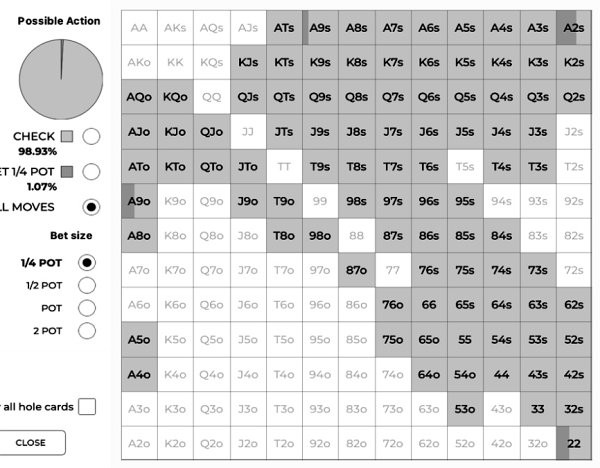 Possible Action
CHECK
98.93%
ET 1/4 POT
1.07%
LL MOVES
Bet size
1/4 POT
1/2 POT
POT
2 POT
r all hole cards
CLOSE
AA AKs AQs AJs ATs A9s A8s A7s A6s A5s A4s A3s A2s
AKo KK KQs KJs KTs K9s K8s K7s K6s K5s K4s K3s K2s
AQo KQo QQ QJs QTs Q9s Q8s Q7s Q6s Q5s Q4s Q3s Q2s
AJo KJo QJo JJ JTs J9s J8s J7s J6s J5s J4s J3s J2s
ATo KTo QTo JTo TT T9s T8s T7s T6s T5s T4s T3s T2s
A9o K9o Q9o J9o T9o 99 98s 97s 96s 95s 94s 93s 92s
A8o K8o Q8o J8o T8o 98o 88 87s 86s 85s 84s 83s 82s
A7o K7o Q7o J7o T7o 97o 87o 77 76s 75s 74s 73s 72s
A6o K6o Q6o J6o T6o 96o 86o 76o 66 65s 64s 63s 62s
A5o K5o Q5o J5o T5o 95o 85o 75o 65o 55 54s 53s 52s
A4o K4o Q4o J4o T4o 94o 84o 74o 64o 54o 44 43s 42s
A3o K3o Q3o J3o T3o 93o 83o 73o 63o 53o 43o 33 32s
A2o K2o Q2o J2o T2o 92o 82o 72o 62o 52o 42o 32o 22